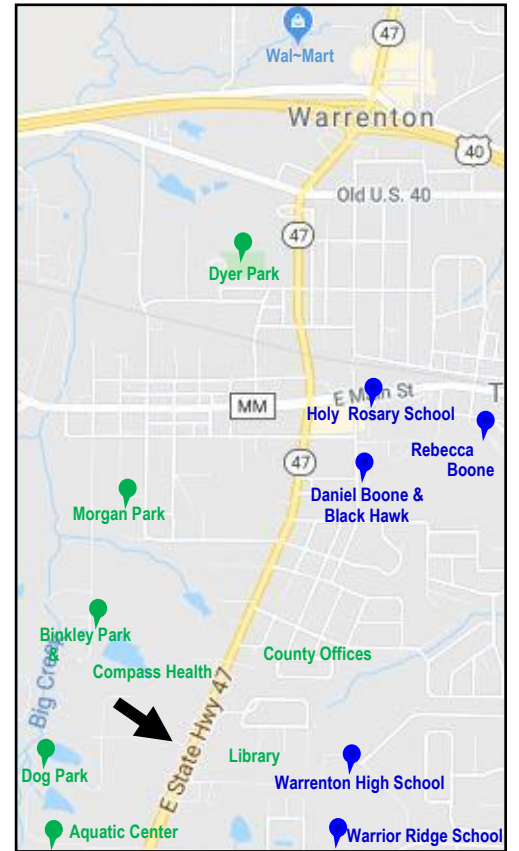 47
Wal~Mart
Warrenton
40
Old U.S. 40
47
Dyer Park
E Main St
MM
T
Holy Rosary School
Rebecca
Boone
47
Daniel Boone &
Black Hawk
Morgan Park
Binkley Park
&
County Offices
Compass Health
Big Creek
E State Hwy 47
Library
Dog Park
Warrenton High School
Aquatic Center
Warrior Ridge School